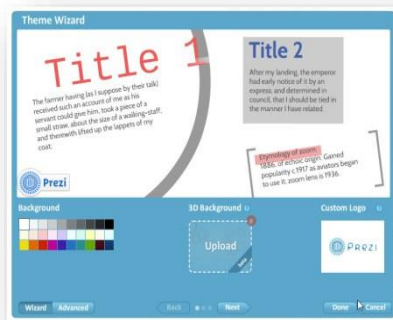 Theme Wizard
Title 1
The farmer having (as I suppose by their talk)
received such an account of me as his
servant could give him, took a piece of a
small straw, about the size of a walking-staff,
and therewith lifted up the lappets of my
coat;
Title 2
After my landing, the emperor
had early notice of it by an
express; and determined in
council, that I should be tied in
the manner I have related.
Etymology of zoom:
1886, of echoic origin. Gained
popularity c.1917 as aviators began
to use it. zoom lens is 1936.
Prezi
Background
3D Background
Custom Logo
Upload
beta
PREZI
Wizard
Advanced
Back
Next
Done
Cancel